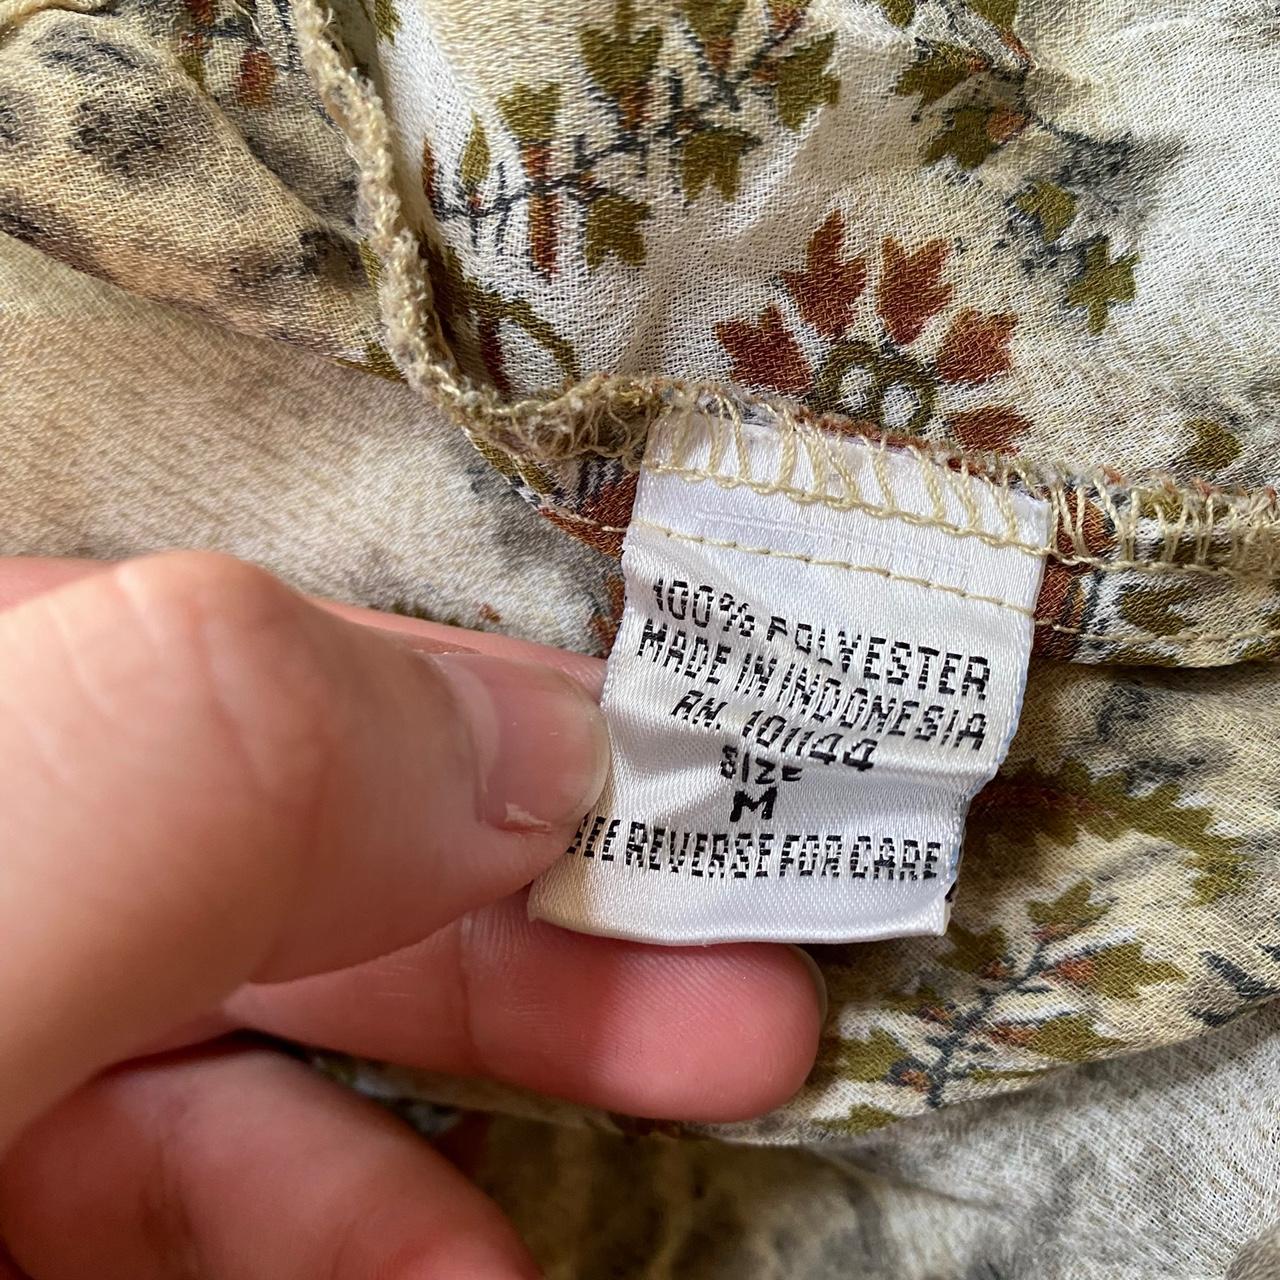 100% POLYESTER
MADE IN INDONESIA
RN. 101144
SIZE
M
SEE REVERSE FOR CARE